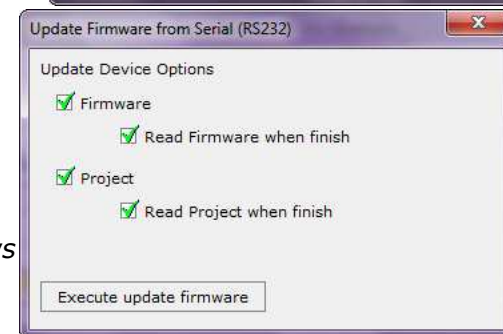 Update Firmware from Serial (RS232)
Update Device Options
Firmware
Read Firmware when finish
Project
Read Project when finish
Execute update firmware